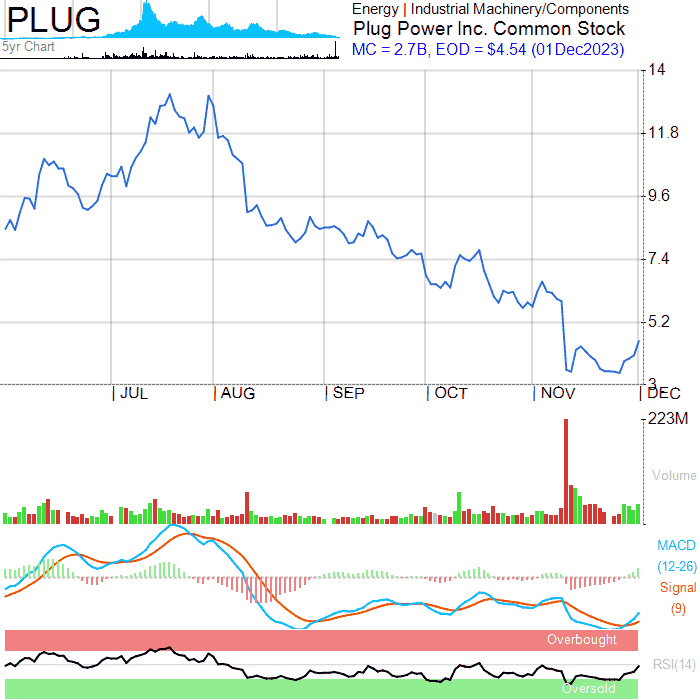 PLUG
5yr Chart
Energy | Industrial Machinery/Components
Plug Power Inc. Common Stock
MC = 2.7B, EOD = $4.54 (01Dec2023)
14
11.8
9.6
7.4
5.2
3
JUL AUG SEP OCT NOV DEC
223M
Volume
MACD
(12-26)
Signal
(9)
Overbought
RSI(14)
Oversold